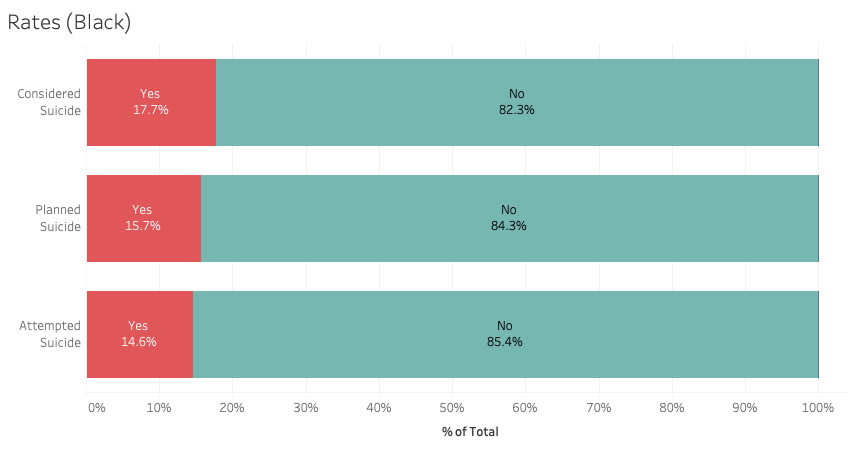 Rates (Black)
Considered
Suicide
Yes
17.7%
No
82.3%
Planned
Suicide
Yes
15.7%
No
84.3%
Attempted
Suicide
Yes
14.6%
No
85.4%
0% 10% 20% 30% 40% 50% 60% 70% 80% 90% 100%
% of Total